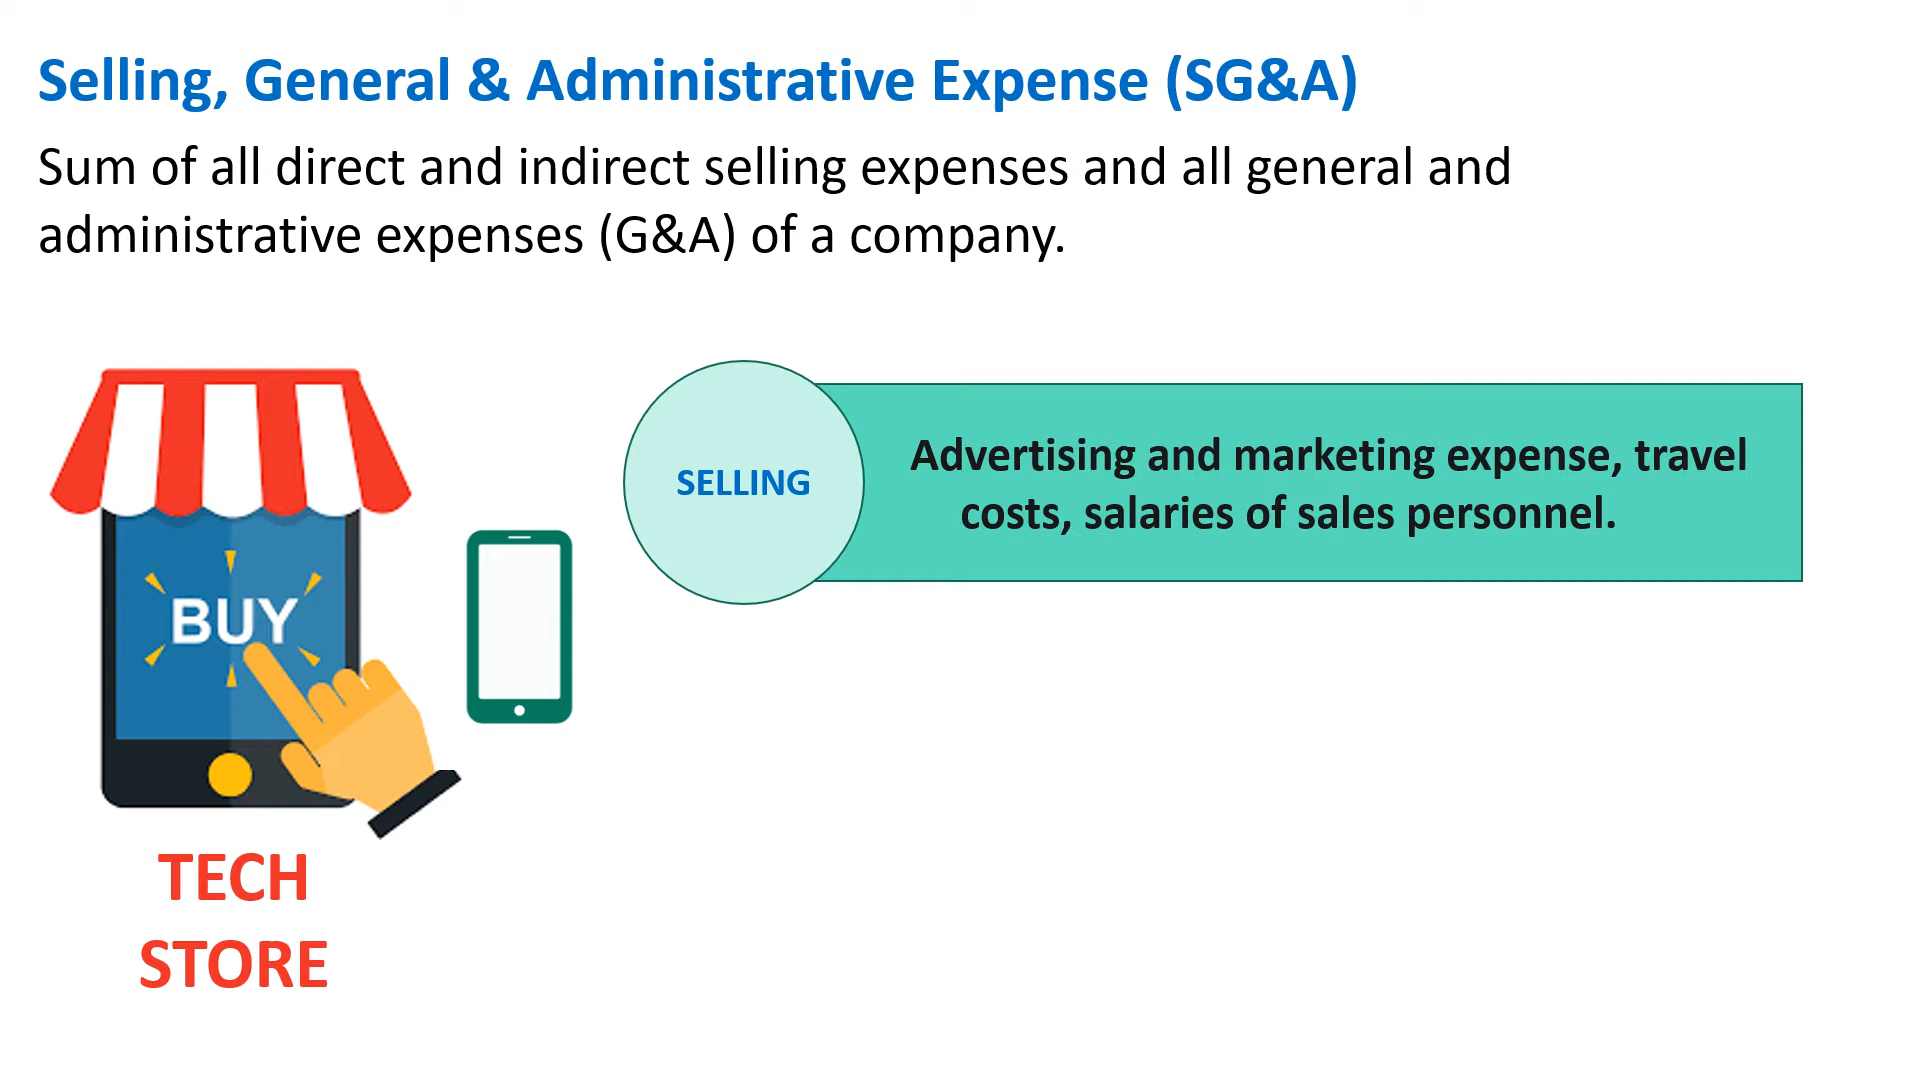 Selling, General & Administrative Expense (SG&A)
Sum of all direct and indirect selling expenses and all general and
administrative expenses (G&A) of a company.
SELLING
Advertising and marketing expense, travel
costs, salaries of sales personnel.
BUY
TECH
STORE